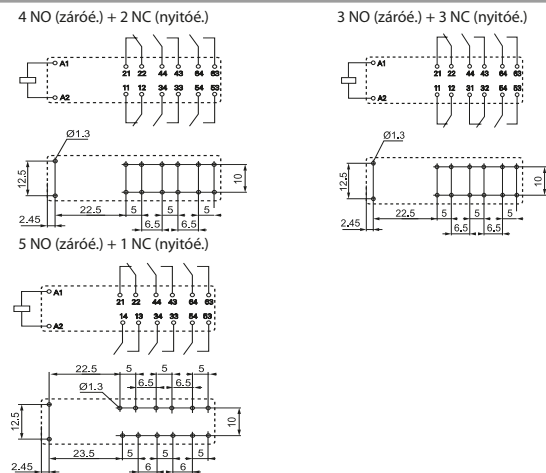 4 NO (záróé.) + 2 NC (nyitóé.)
A1
21 22 44 43 64 63
11 12 34 33 54 53
A2
Ø1.3
12.5
10
22.5 5 5 5
2.45
6.5 6.5
3 NO (záróé.) + 3 NC (nyitóé.)
A1
21 22 44 43 64 63
11 12 31 32 54 53
A2
Ø1.3
12.5
10
22.5 5 5 5
2.45
6.5 6.5
5 NO (záróé.) + 1 NC (nyitóé.)
A1
21 22 44 43 64 63
14 13 34 33 54 53
A2
22.5 5 5 5
Ø1.3
6.5 6.5
12.5
10
2.45
23.5 5 5 5
6 6